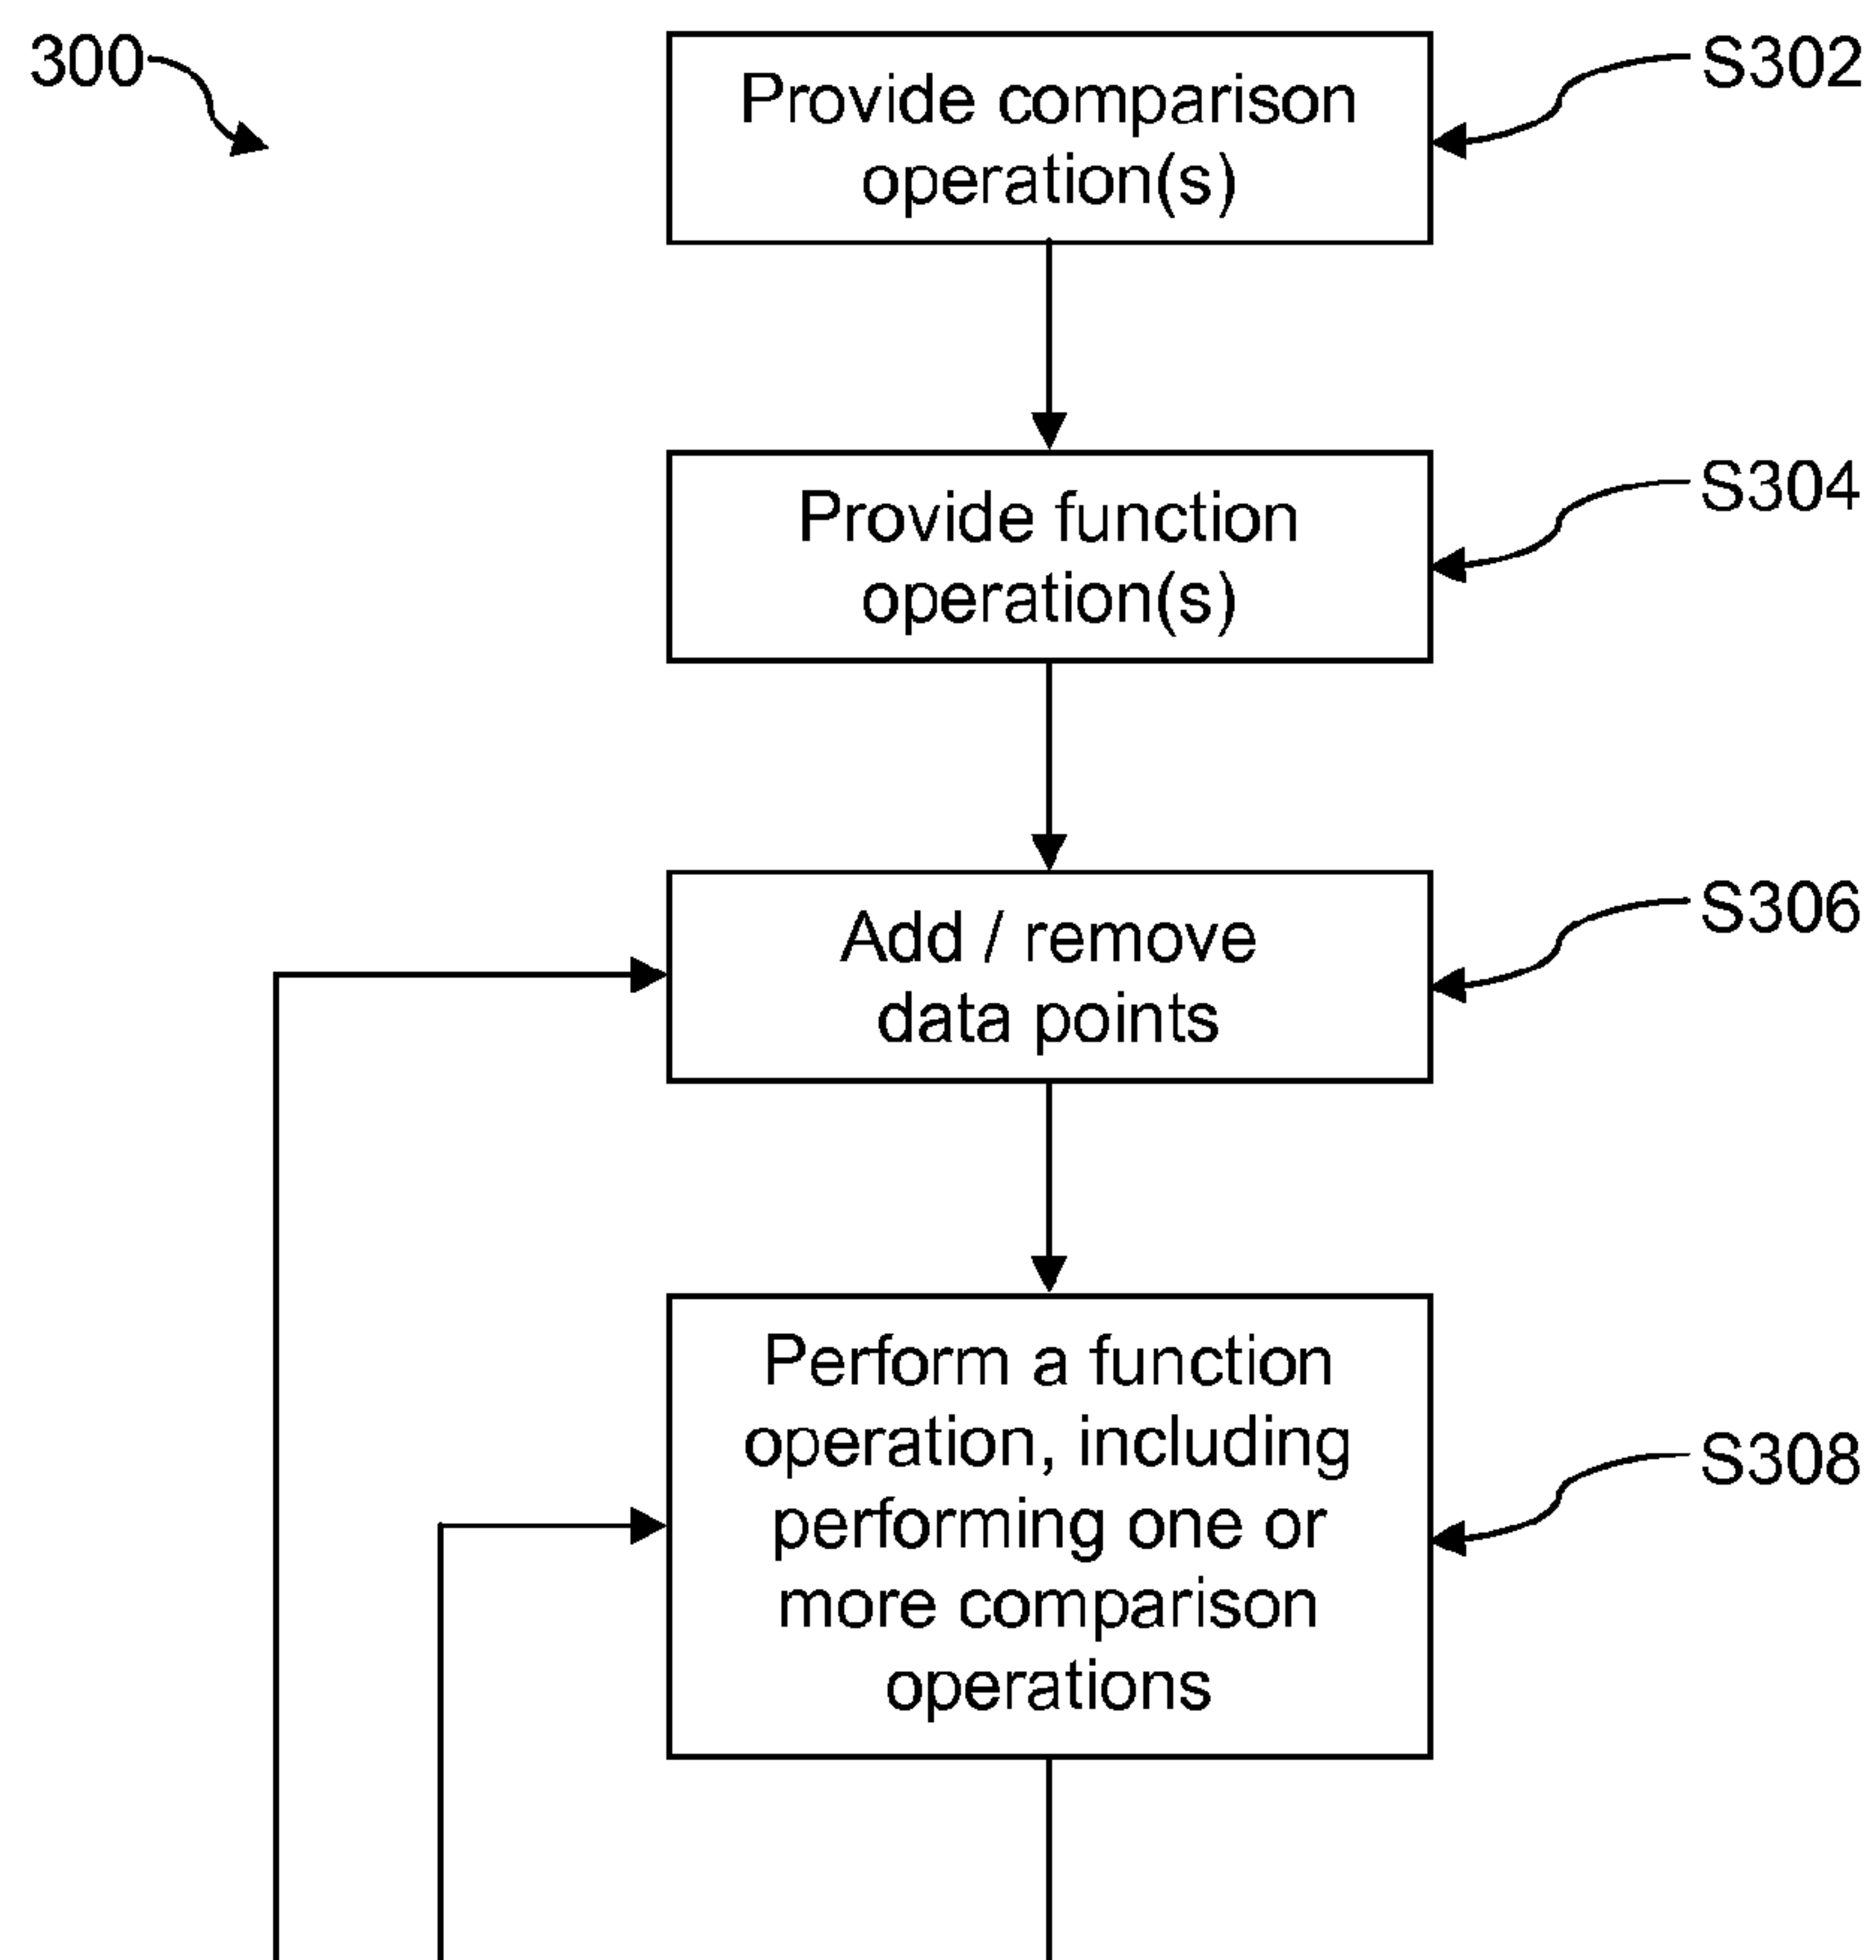 300
Provide comparison
operation(s)
S302
Provide function
operation(s)
S304
Add / remove
data points
S306
Perform a function
operation, including
performing one or
more comparison
operations
S308